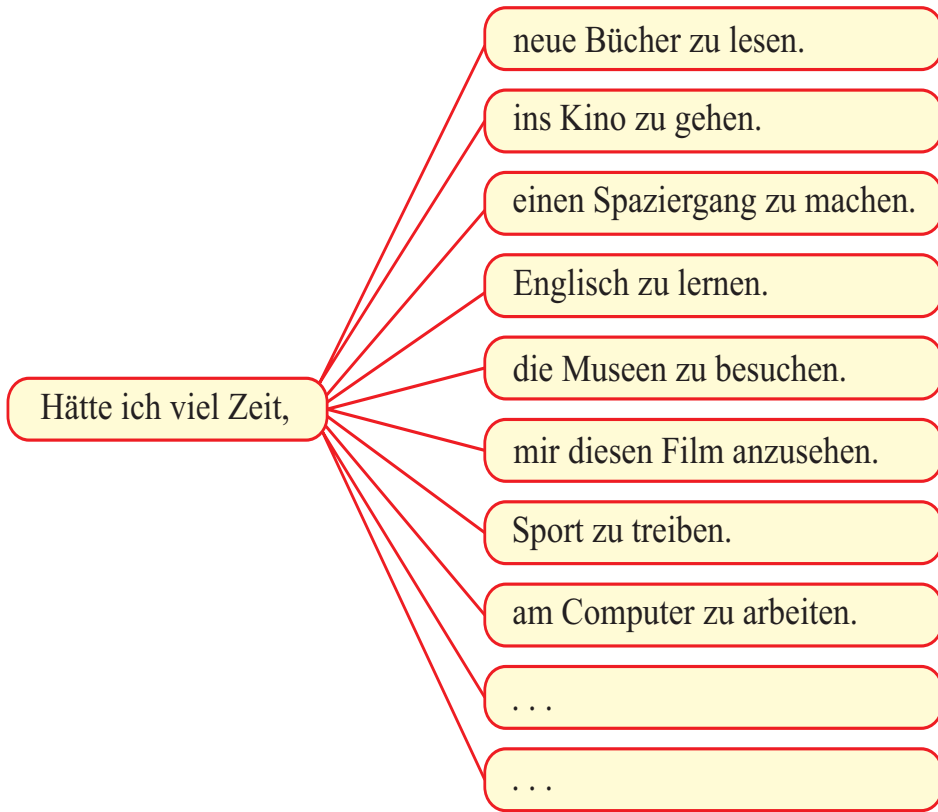 Hätte ich viel Zeit,
neue Bücher zu lesen.
ins Kino zu gehen.
einen Spaziergang zu machen.
Englisch zu lernen.
die Museen zu besuchen.
mir diesen Film anzusehen.
Sport zu treiben.
am Computer zu arbeiten.
. . .
. . .